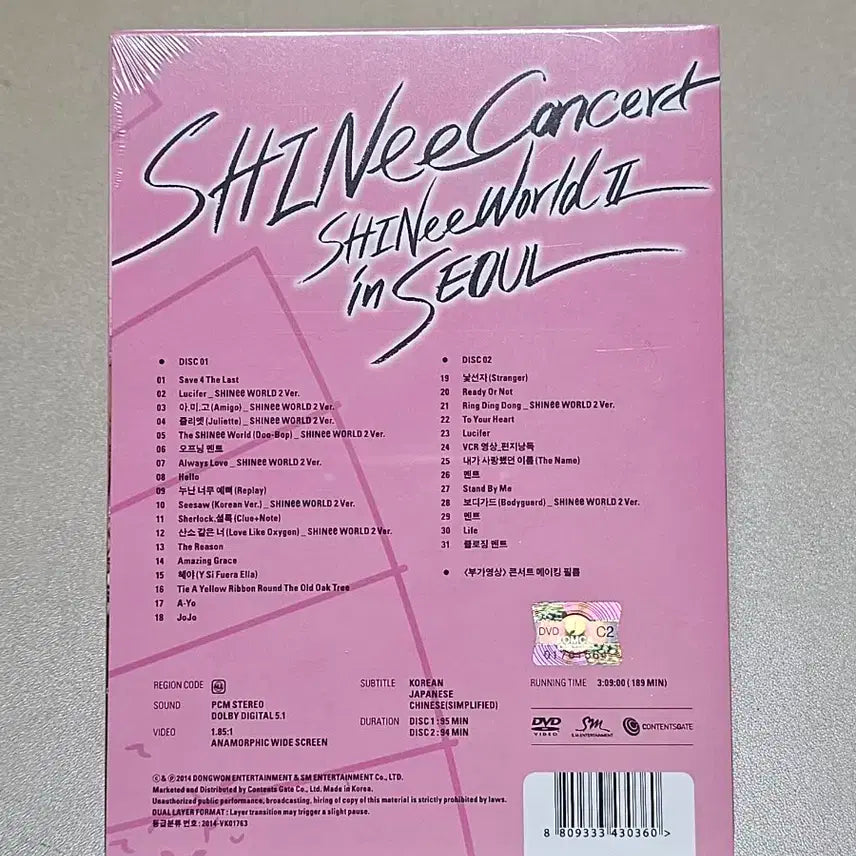 SHINee Concert
SHINee World II
in SEOUL
● DISC 01
01 Save 4 The Last
02 Lucifer _ SHINee WORLD 2 Ver.
03 아.미.고 (Amigo) _ SHINee WORLD 2 Ver.
04 줄리엣 (Juliette) _ SHINee WORLD 2 Ver.
05 The SHINee World (Doo-Bop) _ SHINee WORLD 2 Ver.
06 오프닝 멘트
07 Always Love _ SHINee WORLD 2 Ver.
08 Hello
09 누난 너무 예뻐 (Replay)
10 Seesaw (Korean Ver.) _ SHINee WORLD 2 Ver.
11 Sherlock.셜록 (Clue+Note)
12 산소 같은 너 (Love Like Oxygen) _ SHINee WORLD 2 Ver.
13 The Reason
14 Amazing Grace
15 혜야 (Y Si Fuera Ella)
16 Tie A Yellow Ribbon Round The Old Oak Tree
17 A-Yo
18 JoJo
● DISC 02
19 낯선자 (Stranger)
20 Ready Or Not
21 Ring Ding Dong _ SHINee WORLD 2 Ver.
22 To Your Heart
23 Lucifer
24 VCR 영상_편지낭독
25 내가 사랑했던 이름 (The Name)
26 멘트
27 Stand By Me
28 보디가드 (Bodyguard) _ SHINee WORLD 2 Ver.
29 멘트
30 Life
31 클로징 멘트
● <부가영상> 콘서트 메이킹 필름
DVD C2
KOMCA
REGION CODE
SOUND PCM STEREO
DOLBY DIGITAL 5.1
VIDEO 1.85:1
ANAMORPHIC WIDE SCREEN
SUBTITLE KOREAN
JAPANESE
CHINESE(SIMPLIFIED)
DURATION DISC 1 : 95 MIN
DISC 2 : 94 MIN
RUNNING TIME 3:09:00 (189 MIN)
DVD VIDEO
SM S.M.ENTERTAINMENT
CONTENTSGATE
© & ℗ 2014 DONGWON ENTERTAINMENT & SM ENTERTAINMENT Co., LTD.
Marketed and Distributed by Contents Gate Co., Ltd. Made in Korea.
Unauthorized public performance, broadcasting, hiring of copy of this material is strictly prohibited by laws.
DUAL LAYER FORMAT : Layer transition may trigger a slight pause.
등급분류 번호 : 2014-VK01763
8 809333 430360 >